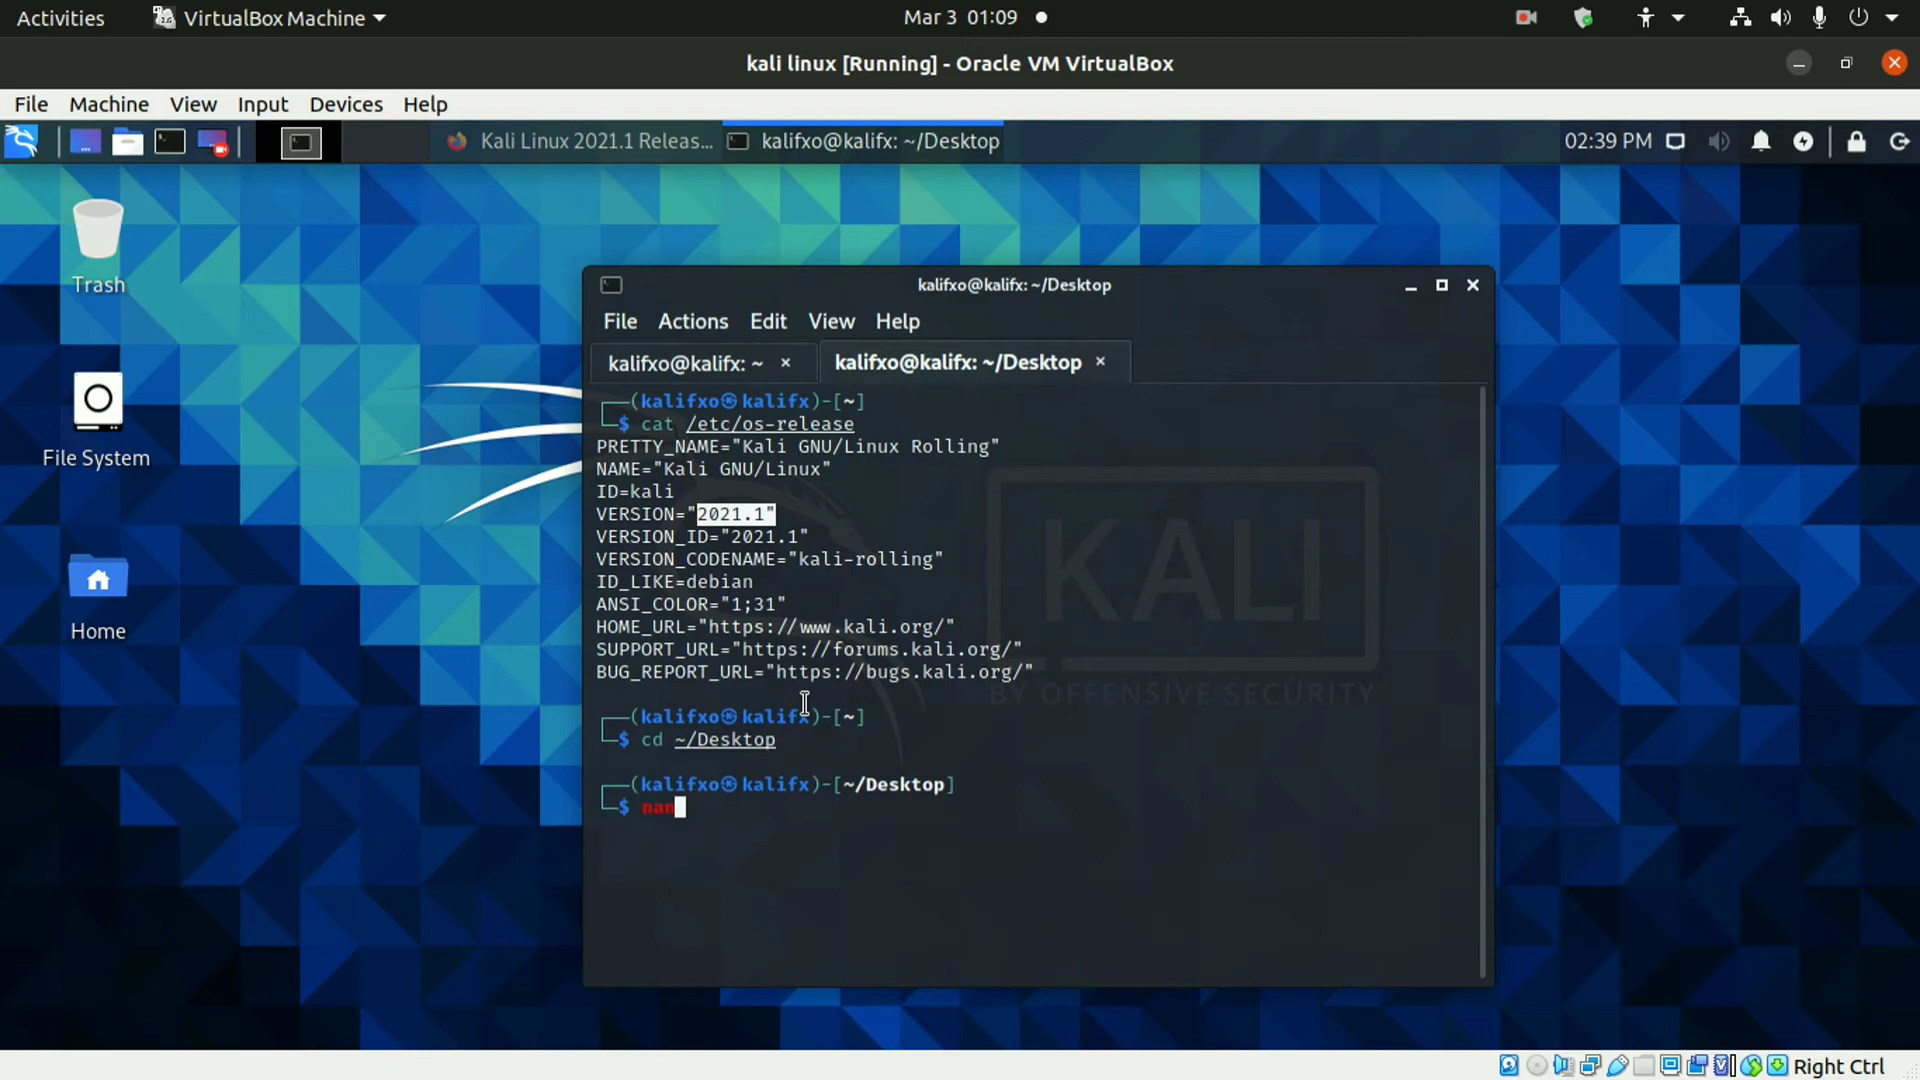 Activities VirtualBox Machine Mar 3 01:09
kali linux [Running] - Oracle VM VirtualBox
File Machine View Input Devices Help
Kali Linux 2021.1 Releas... kalifxo@kalifx: ~/Desktop 02:39 PM
Trash
File System
Home
kalifxo@kalifx: ~/Desktop
File Actions Edit View Help
kalifxo@kalifx: ~ × kalifxo@kalifx: ~/Desktop ×
┌──(kalifxo㉿kalifx)-[~]
└─$ cat /etc/os-release
PRETTY_NAME="Kali GNU/Linux Rolling"
NAME="Kali GNU/Linux"
ID=kali
VERSION="2021.1"
VERSION_ID="2021.1"
VERSION_CODENAME="kali-rolling"
ID_LIKE=debian
ANSI_COLOR="1;31"
HOME_URL="https://www.kali.org/"
SUPPORT_URL="https://forums.kali.org/"
BUG_REPORT_URL="https://bugs.kali.org/"
┌──(kalifxo㉿kalifx)-[~]
└─$ cd ~/Desktop
┌──(kalifxo㉿kalifx)-[~/Desktop]
└─$ nan
KALI
BY OFFENSIVE SECURITY
Right Ctrl